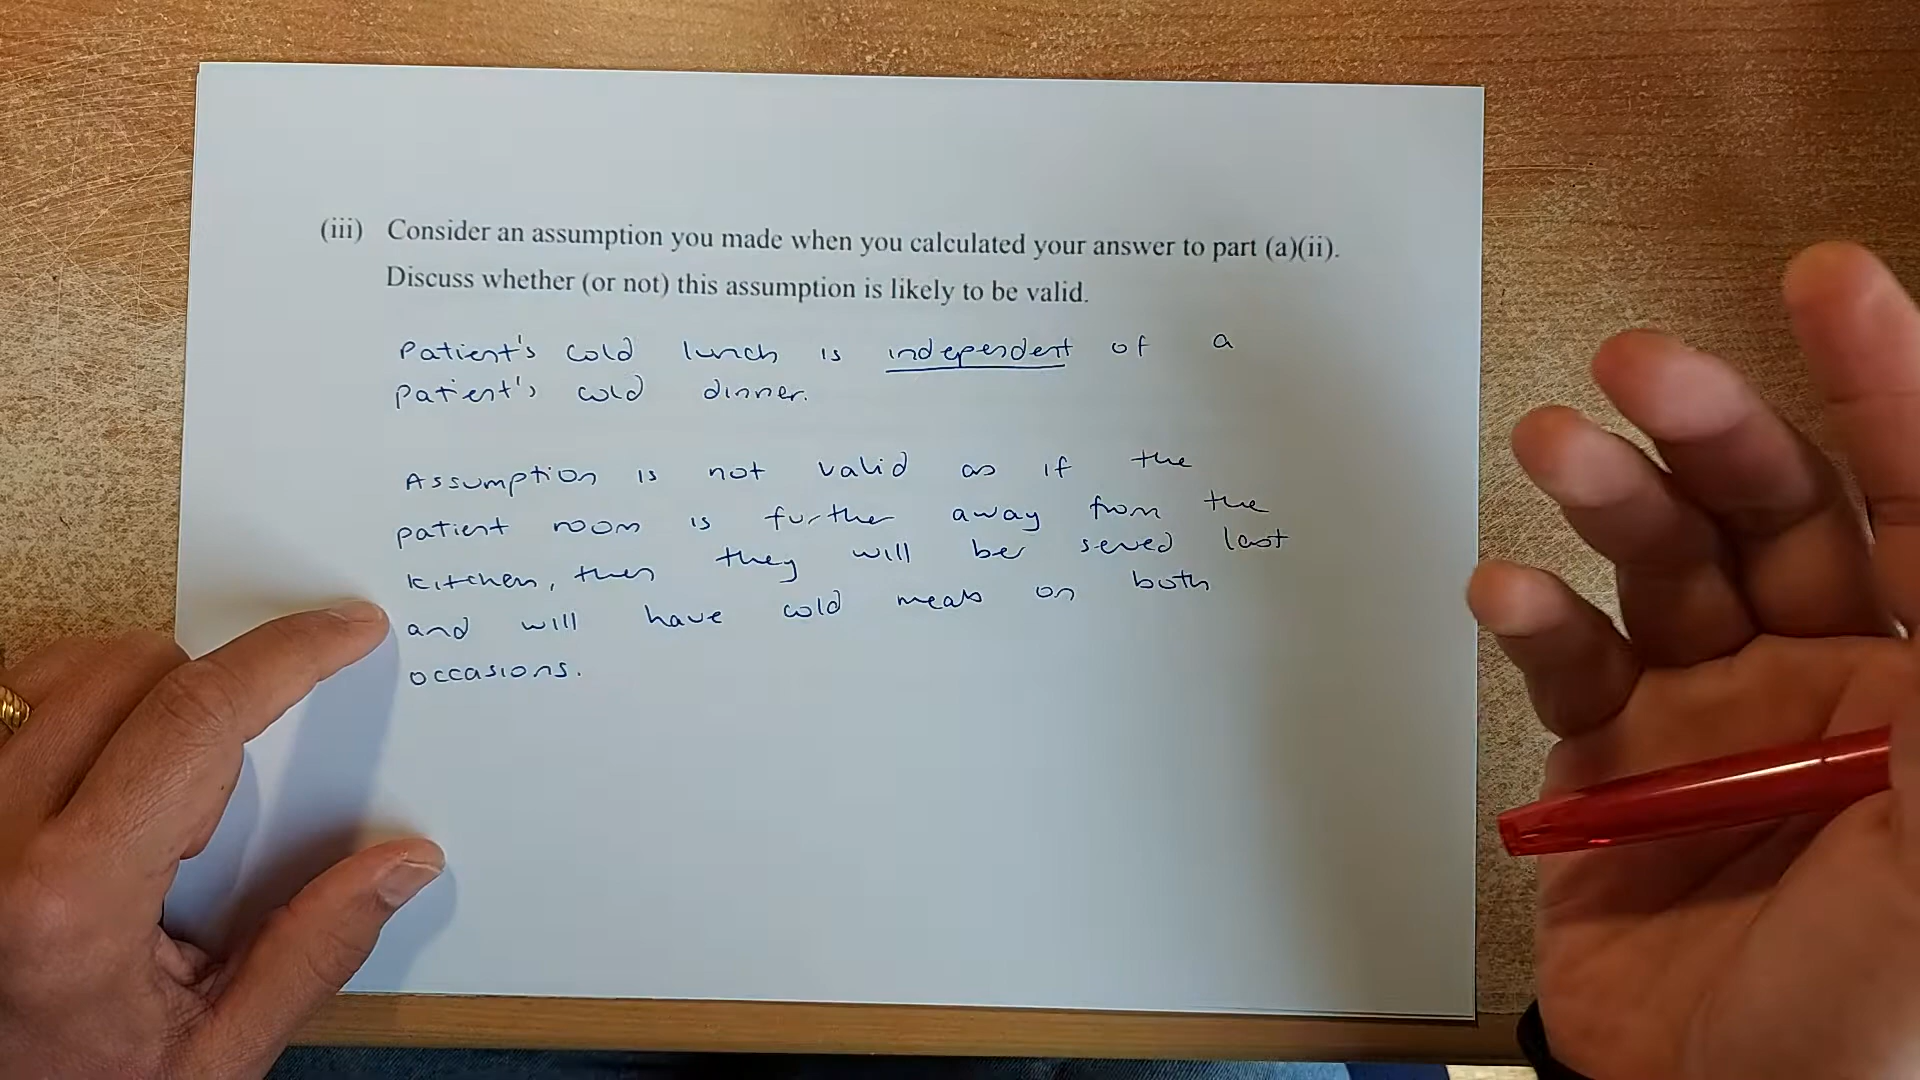 (iii) Consider an assumption you made when you calculated your answer to part (a)(ii).
Discuss whether (or not) this assumption is likely to be valid.
Patient's cold lunch is independent of a
patient's cold dinner.
Assumption is not valid as if the
patient room is further away from the
kitchen, then they will be served last
and will have cold meals on both
occasions.